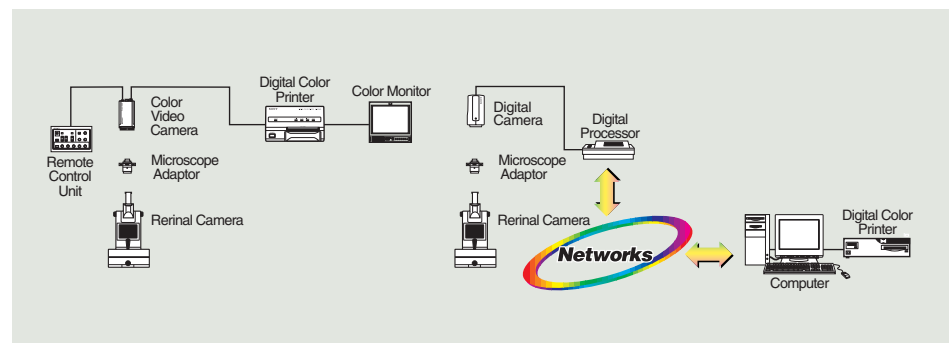 Remote
Control
Unit
Color
Video
Camera
Microscope
Adaptor
Rerinal Camera
Digital Color
Printer
Color Monitor
Digital
Camera
Microscope
Adaptor
Rerinal Camera
Digital
Processor
Networks
Computer
Digital Color
Printer